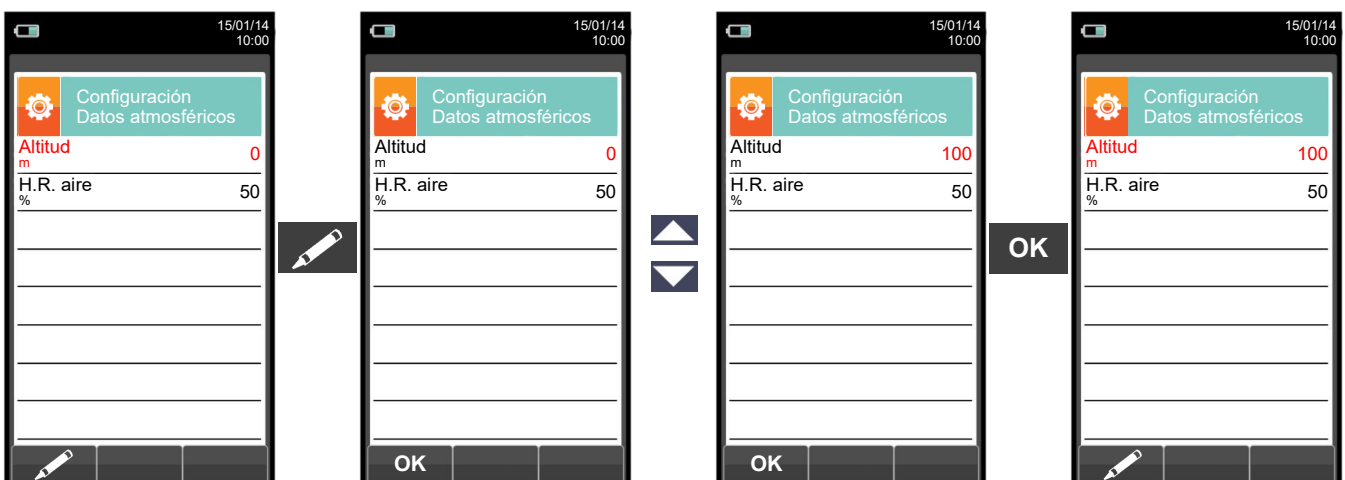 15/01/14
10:00
Configuración
Datos atmosféricos
Altitud
m
0
H.R. aire
%
50
15/01/14
10:00
Configuración
Datos atmosféricos
Altitud
m
0
H.R. aire
%
50
OK
15/01/14
10:00
Configuración
Datos atmosféricos
Altitud
m
100
H.R. aire
%
50
OK
OK
15/01/14
10:00
Configuración
Datos atmosféricos
Altitud
m
100
H.R. aire
%
50